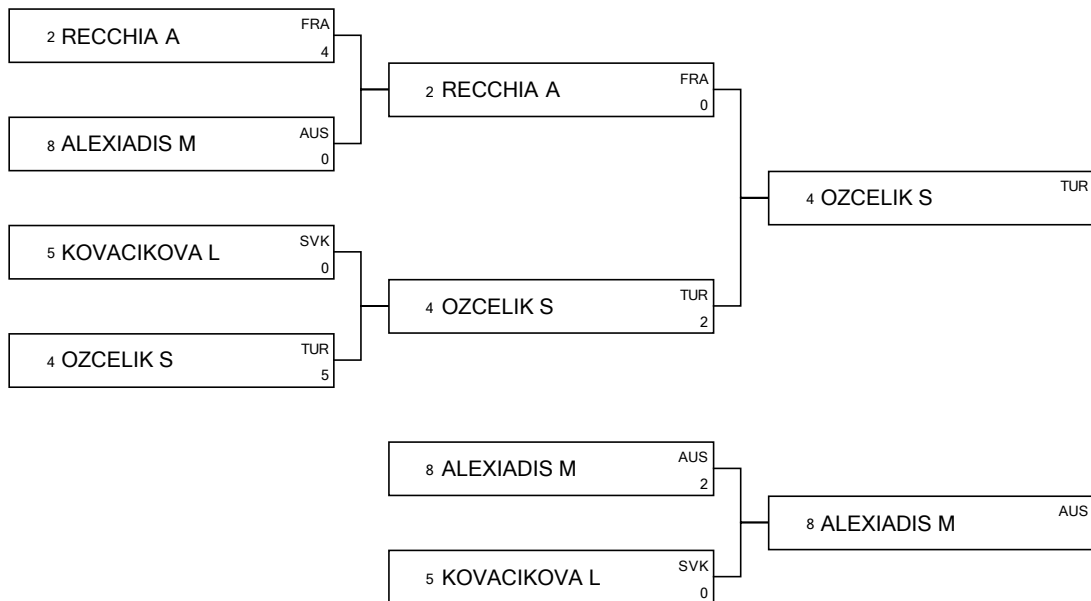 2 RECCHIA A FRA
4
8 ALEXIADIS M AUS
0
5 KOVACIKOVA L SVK
0
4 OZCELIK S TUR
5
2 RECCHIA A FRA
0
4 OZCELIK S TUR
2
4 OZCELIK S TUR
8 ALEXIADIS M AUS
2
5 KOVACIKOVA L SVK
0
8 ALEXIADIS M AUS